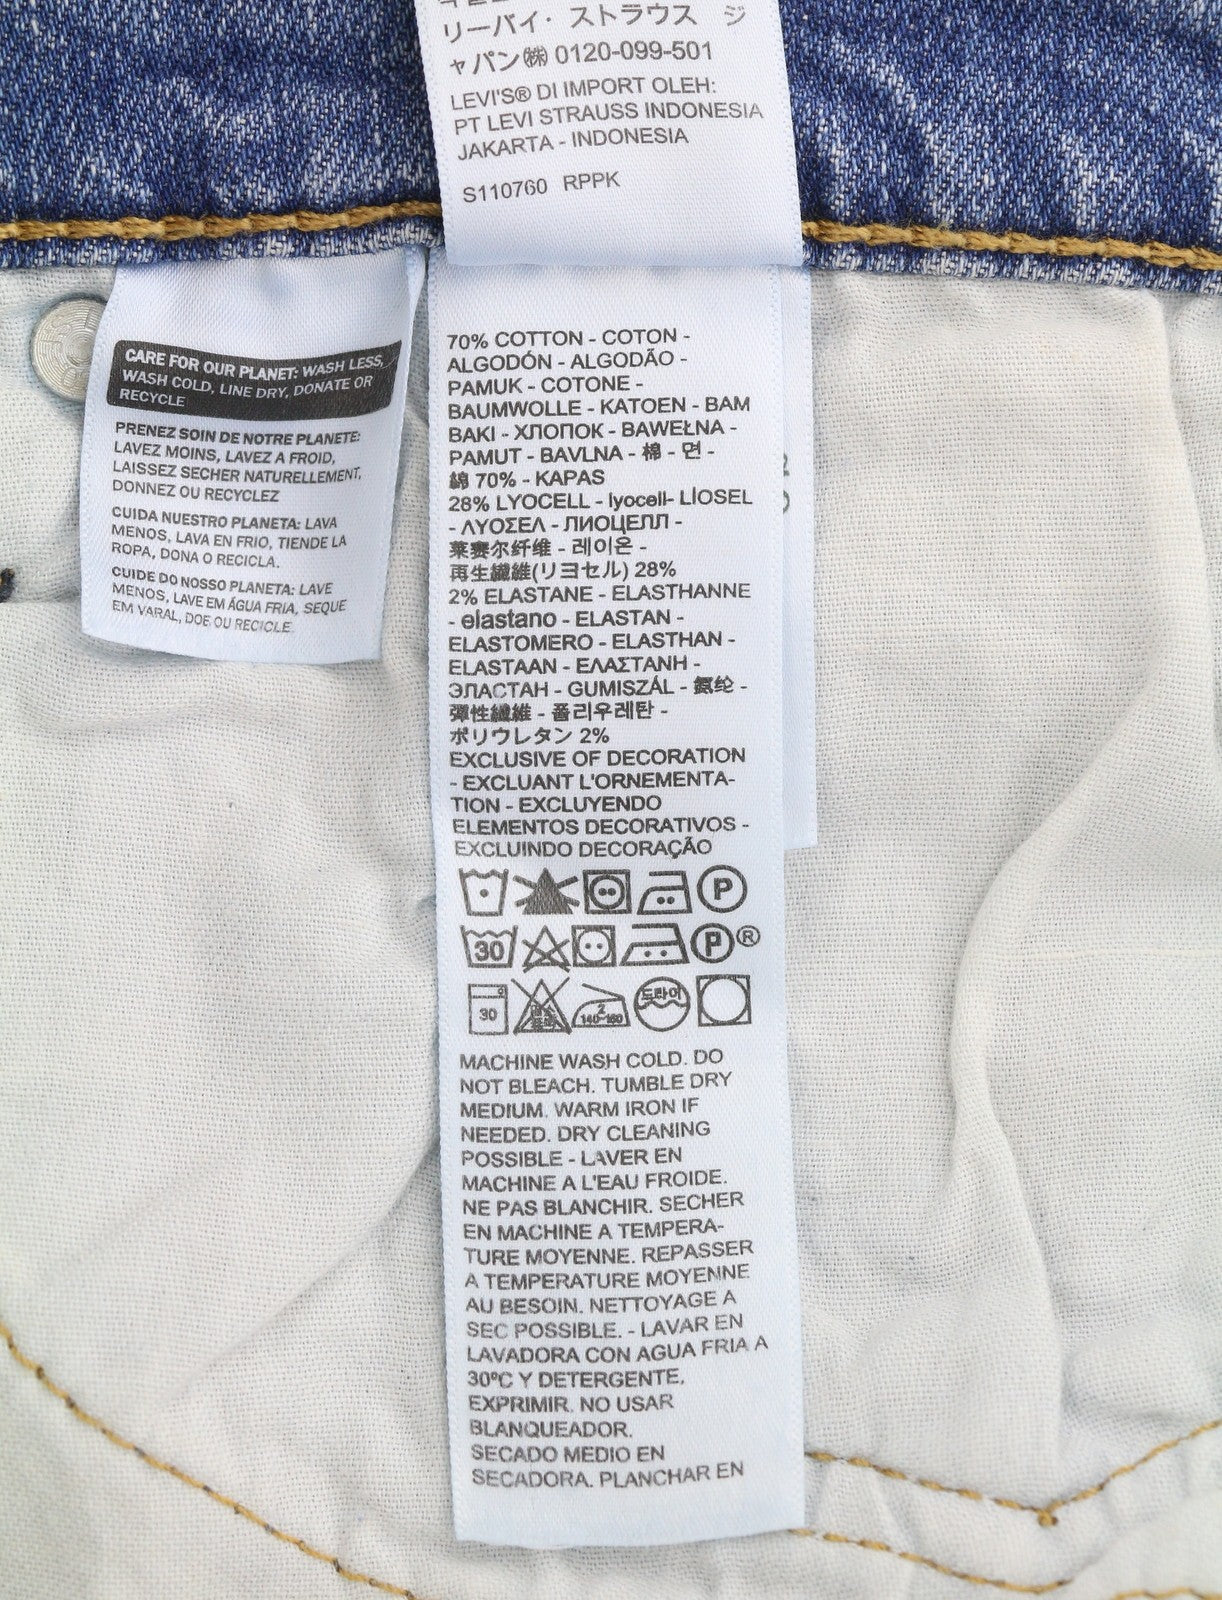 リーバイ・ストラウス ジ
ャパン㈱ 0120-099-501
LEVI'S® DI IMPORT OLEH:
PT LEVI STRAUSS INDONESIA
JAKARTA - INDONESIA
S110760 RPPK
CARE FOR OUR PLANET: WASH LESS,
WASH COLD, LINE DRY, DONATE OR
RECYCLE
PRENEZ SOIN DE NOTRE PLANETE:
LAVEZ MOINS, LAVEZ A FROID,
LAISSEZ SECHER NATURELLEMENT,
DONNEZ OU RECYCLEZ
CUIDA NUESTRO PLANETA: LAVA
MENOS, LAVA EN FRIO, TIENDE LA
ROPA, DONA O RECICLA.
CUIDE DO NOSSO PLANETA: LAVE
MENOS, LAVE EM ÁGUA FRIA, SEQUE
EM VARAL, DOE OU RECICLE.
70% COTTON - COTON -
ALGODÓN - ALGODÃO -
PAMUK - COTONE -
BAUMWOLLE - KATOEN - BAM
BAKI - ХЛОПОК - BAWEŁNA -
PAMUT - BAVLNA - 棉 - 면 -
綿 70% - KAPAS
28% LYOCELL - lyocell- LİOSEL
- ΛΥΟΣΕΛ - ЛИОЦЕЛЛ -
莱赛尔纤维 - 레이온 -
再生繊維(リヨセル) 28%
2% ELASTANE - ELASTHANNE
- elastano - ELASTAN -
ELASTOMERO - ELASTHAN -
ELASTAAN - ΕΛΑΣΤΑΝΗ -
ЭЛАСТАН - GUMISZÁL - 氨纶 -
彈性纖維 - 폴리우레탄 -
ポリウレタン 2%
EXCLUSIVE OF DECORATION
- EXCLUANT L'ORNEMENTA-
TION - EXCLUYENDO
ELEMENTOS DECORATIVOS -
EXCLUINDO DECORAÇÃO
P
30 P ®
30 2 140-160 드라이
MACHINE WASH COLD. DO
NOT BLEACH. TUMBLE DRY
MEDIUM. WARM IRON IF
NEEDED. DRY CLEANING
POSSIBLE - LAVER EN
MACHINE A L'EAU FROIDE.
NE PAS BLANCHIR. SECHER
EN MACHINE A TEMPERA-
TURE MOYENNE. REPASSER
A TEMPERATURE MOYENNE
AU BESOIN. NETTOYAGE A
SEC POSSIBLE. - LAVAR EN
LAVADORA CON AGUA FRIA A
30ºC Y DETERGENTE,
EXPRIMIR. NO USAR
BLANQUEADOR.
SECADO MEDIO EN
SECADORA. PLANCHAR EN